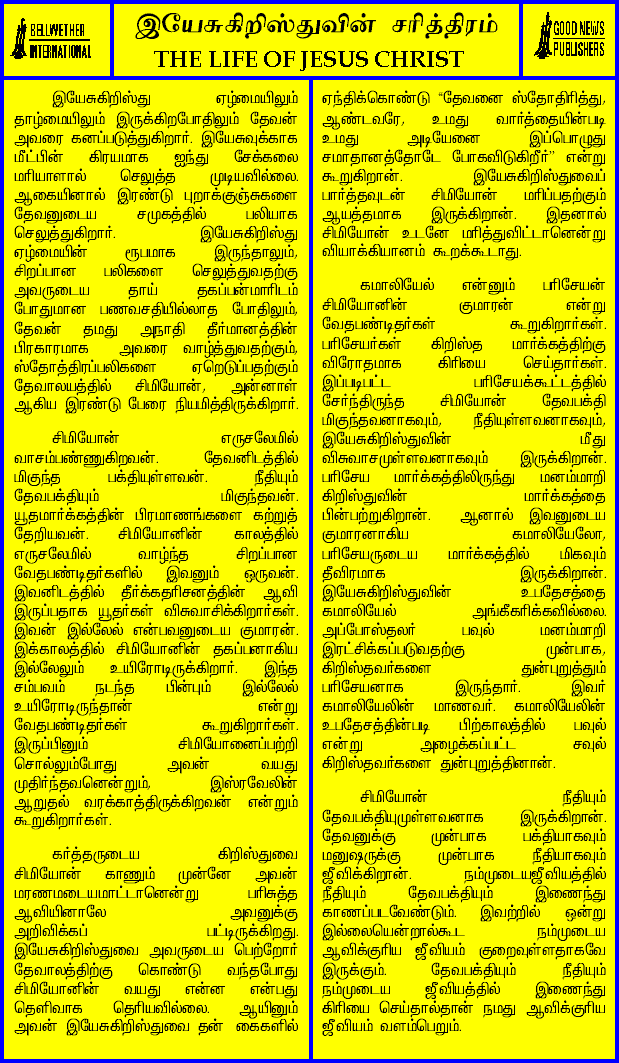 BELLWETHER
INTERNATIONAL
இயேசுகிறிஸ்துவின் சரித்திரம்
THE LIFE OF JESUS CHRIST
GOOD NEWS
PUBLISHERS
இயேசுகிறிஸ்து ஏழ்மையிலும்
தாழ்மையிலும் இருக்கிறபோதிலும் தேவன்
அவரை கனப்படுத்துகிறார். இயேசுவுக்காக
மீட்பின் கிரயமாக ஐந்து சேக்கலை
மரியாளால் செலுத்த முடியவில்லை.
ஆகையினால் இரண்டு புறாக்குஞ்சுகளை
தேவனுடைய சமுகத்தில் பலியாக
செலுத்துகிறார். இயேசுகிறிஸ்து
ஏழ்மையின் ரூபமாக இருந்தாலும்,
சிறப்பான பலிகளை செலுத்துவதற்கு
அவருடைய தாய் தகப்பன்மாரிடம்
போதுமான பணவசதியில்லாத போதிலும்,
தேவன் தமது அநாதி தீர்மானத்தின்
பிரகாரமாக அவரை வாழ்த்துவதற்கும்,
ஸ்தோத்திரப்பலிகளை ஏறெடுப்பதற்கும்
தேவாலயத்தில் சிமியோன், அன்னாள்
ஆகிய இரண்டு பேரை நியமித்திருக்கிறார்.
சிமியோன் எருசலேமில்
வாசம்பண்ணுகிறவன். தேவனிடத்தில்
மிகுந்த பக்தியுள்ளவன். நீதியும்
தேவபக்தியும் மிகுந்தவன்.
யூதமார்க்கத்தின் பிரமாணங்களை கற்றுத்
தேறியவன். சிமியோனின் காலத்தில்
எருசலேமில் வாழ்ந்த சிறப்பான
வேதபண்டிதர்களில் இவனும் ஒருவன்.
இவனிடத்தில் தீர்க்கதரிசனத்தின் ஆவி
இருப்பதாக யூதர்கள் விசுவாசிக்கிறார்கள்.
இவன் இல்லேல் என்பவனுடைய குமாரன்.
இக்காலத்தில் சிமியோனின் தகப்பனாகிய
இல்லேலும் உயிரோடிருக்கிறார். இந்த
சம்பவம் நடந்த பின்பும் இல்லேல்
உயிரோடிருந்தான் என்று
வேதபண்டிதர்கள் கூறுகிறார்கள்.
இருப்பினும் சிமியோனைப்பற்றி
சொல்லும்போது அவன் வயது
முதிர்ந்தவனென்றும், இஸ்ரவேலின்
ஆறுதல் வரக்காத்திருக்கிறவன் என்றும்
கூறுகிறார்கள்.
கர்த்தருடைய கிறிஸ்துவை
சிமியோன் காணும் முன்னே அவன்
மரணமடையமாட்டானென்று பரிசுத்த
ஆவியினாலே அவனுக்கு
அறிவிக்கப் பட்டிருக்கிறது.
இயேசுகிறிஸ்துவை அவருடைய பெற்றோர்
தேவாலத்திற்கு கொண்டு வந்தபோது
சிமியோனின் வயது என்ன என்பது
தெளிவாக தெரியவில்லை. ஆயினும்
அவன் இயேசுகிறிஸ்துவை தன் கைகளில்
ஏந்திக்கொண்டு “தேவனை ஸ்தோதிரித்து,
ஆண்டவரே, உமது வார்த்தையின்படி
உமது அடியேனை இப்பொழுது
சமாதானத்தோடே போகவிடுகிறீர்” என்று
கூறுகிறான். இயேசுகிறிஸ்துவைப்
பார்த்தவுடன் சிமியோன் மரிப்பதற்கும்
ஆயத்தமாக இருக்கிறான். இதனால்
சிமியோன் உடனே மரித்துவிட்டானென்று
வியாக்கியானம் கூறக்கூடாது.
கமாலியேல் என்னும் பரிசேயன்
சிமியோனின் குமாரன் என்று
வேதபண்டிதர்கள் கூறுகிறார்கள்.
பரிசேயர்கள் கிறிஸ்த மார்க்கத்திற்கு
விரோதமாக கிரியை செய்தார்கள்.
இப்படிபட்ட பரிசேயக்கூட்டத்தில்
சேர்ந்திருந்த சிமியோன் தேவபக்தி
மிகுந்தவனாகவும், நீதியுள்ளவனாகவும்,
இயேசுகிறிஸ்துவின் மீது
விசுவாசமுள்ளவனாகவும் இருக்கிறான்.
பரிசேய மார்க்கத்திலிருந்து மனம்மாறி
கிறிஸ்துவின் மார்க்கத்தை
பின்பற்றுகிறான். ஆனால் இவனுடைய
குமாரனாகிய கமாலியேலோ,
பரிசேயருடைய மார்க்கத்தில் மிகவும்
தீவிரமாக இருக்கிறான்.
இயேசுகிறிஸ்துவின் உபதேசத்தை
கமாலியேல் அங்கீகரிக்கவில்லை.
அப்போஸ்தலர் பவுல் மனம்மாறி
இரட்சிக்கப்படுவதற்கு முன்பாக,
கிறிஸ்தவர்களை துன்புறுத்தும்
பரிசேயனாக இருந்தார். இவர்
கமாலியேலின் மாணவர். கமாலியேலின்
உபதேசத்தின்படி பிற்காலத்தில் பவுல்
என்று அழைக்கப்பட்ட சவுல்
கிறிஸ்தவர்களை துன்புறுத்தினான்.
சிமியோன் நீதியும்
தேவபக்தியுமுள்ளவனாக இருக்கிறான்.
தேவனுக்கு முன்பாக பக்தியாகவும்
மனுஷருக்கு முன்பாக நீதியாகவும்
ஜீவிக்கிறான். நம்முடையஜீவியத்தில்
நீதியும் தேவபக்தியும் இணைந்து
காணப்படவேண்டும். இவற்றில் ஒன்று
இல்லையென்றால்கூட நம்முடைய
ஆவிக்குரிய ஜீவியம் குறைவுள்ளதாகவே
இருக்கும். தேவபக்தியும் நீதியும்
நம்முடைய ஜீவியத்தில் இணைந்து
கிரியை செய்தால்தான் நமது ஆவிக்குரிய
ஜீவியம் வளம்பெறும்.